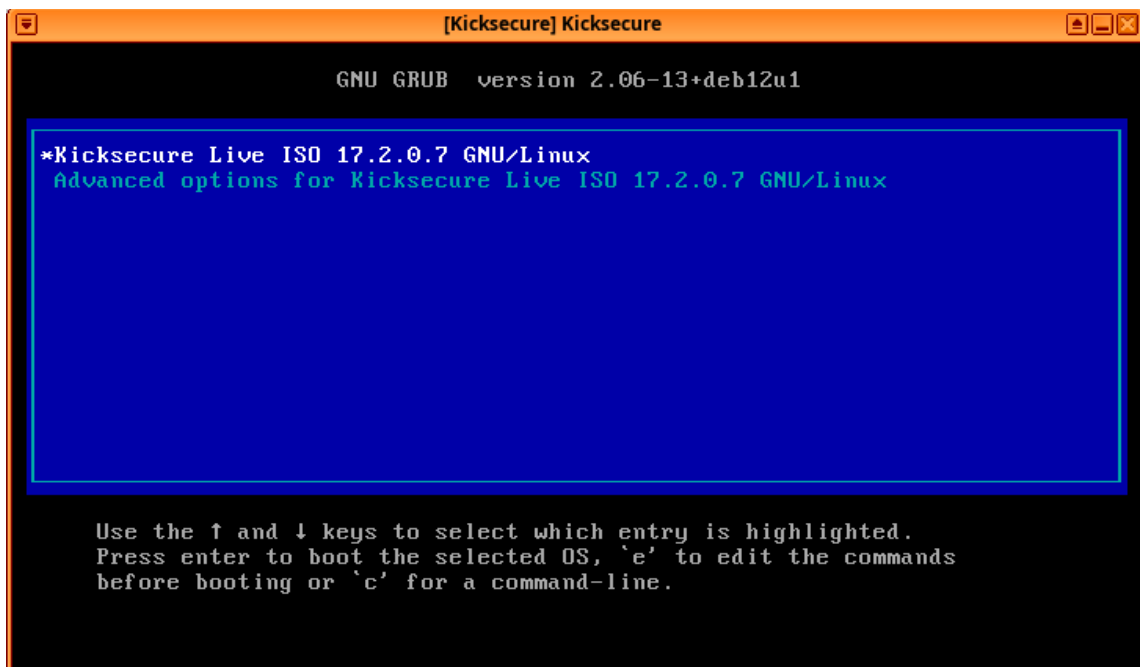 [Kicksecure] Kicksecure
GNU GRUB version 2.06-13+deb12u1
*Kicksecure Live ISO 17.2.0.7 GNU/Linux
Advanced options for Kicksecure Live ISO 17.2.0.7 GNU/Linux
Use the ↑ and ↓ keys to select which entry is highlighted.
Press enter to boot the selected OS, `e' to edit the commands
before booting or `c' for a command-line.